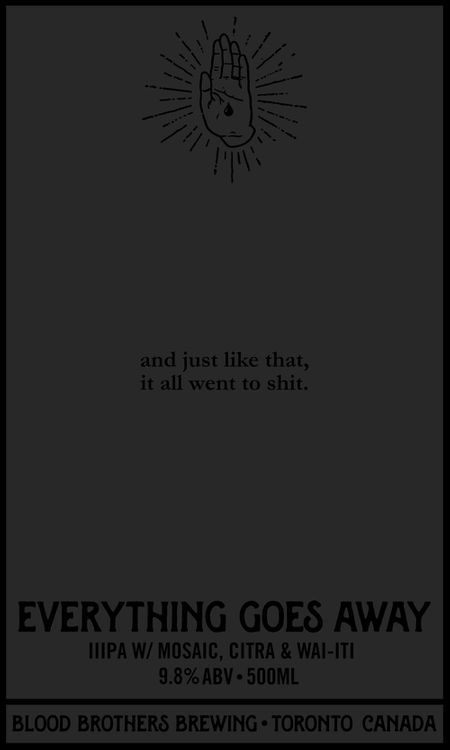 and just like that,
it all went to shit.
EVERYTHING GOES AWAY
IIIPA W/ MOSAIC, CITRA & WAI-ITI
9.8% ABV • 500ML
BLOOD BROTHERS BREWING • TORONTO CANADA